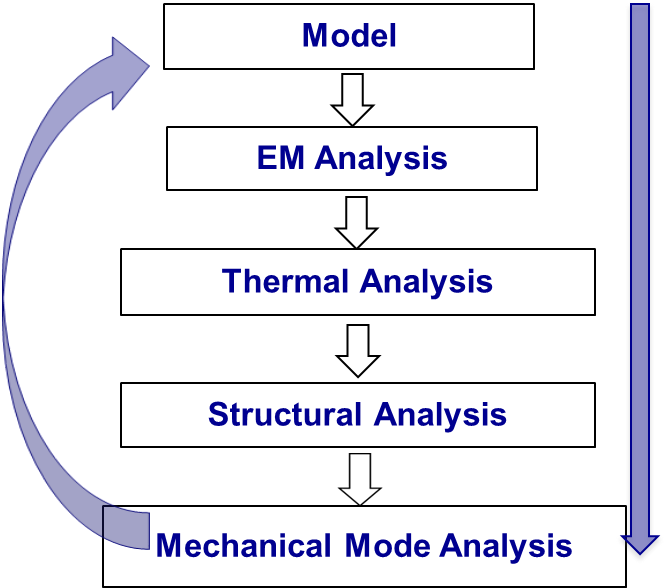 Model
EM Analysis
Thermal Analysis
Structural Analysis
Mechanical Mode Analysis